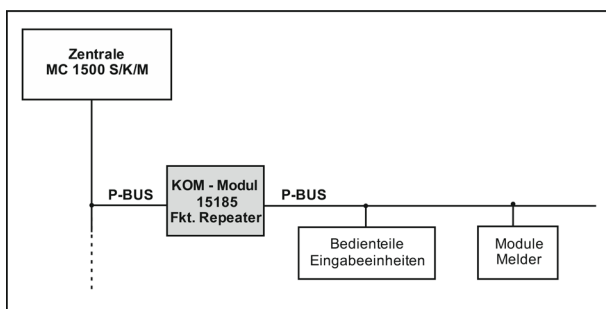 Zentrale
MC 1500 S/K/M
P-BUS
KOM - Modul
15185
Fkt. Repeater
P-BUS
Bedienteile
Eingabeeinheiten
Module
Melder